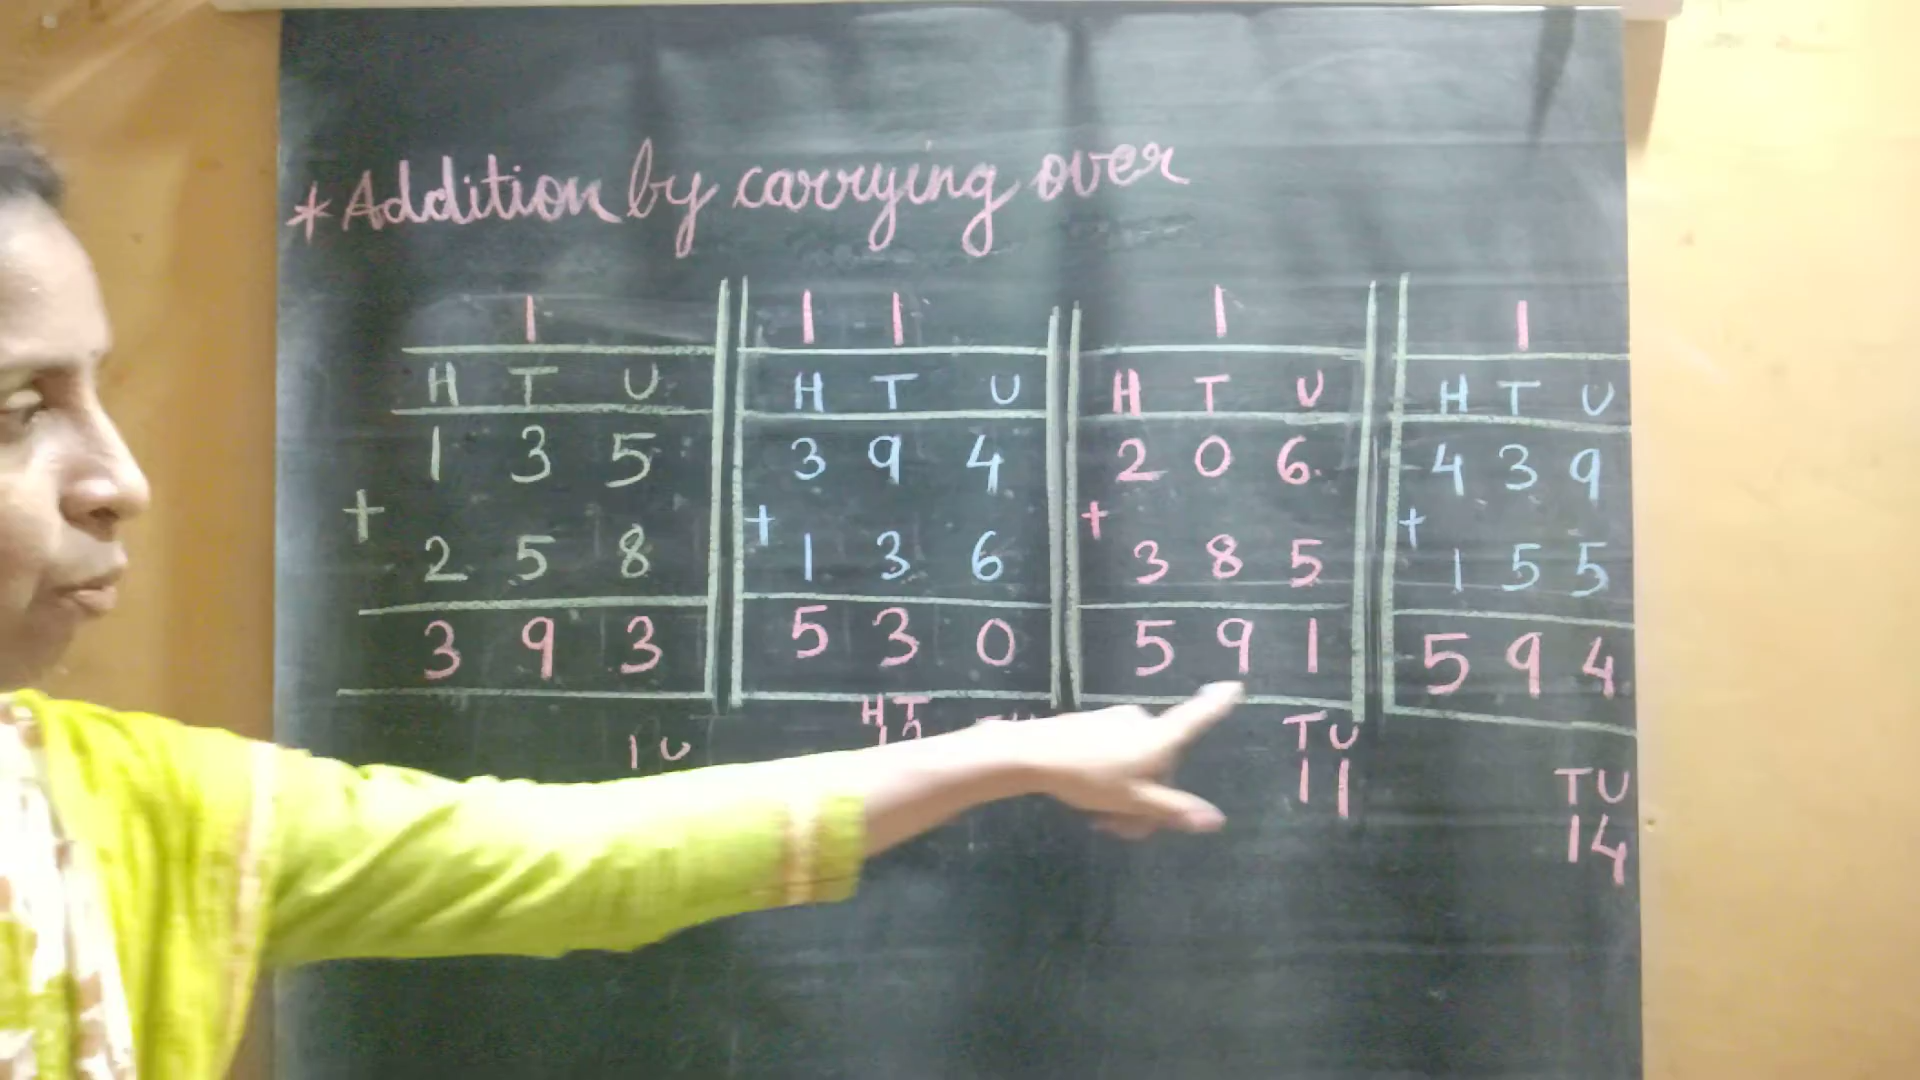 *Addition by carrying over
1 1 1 1 1
H T U H T U H T U H T U
1 3 5 3 9 4 2 0 6. 4 3 9
+ + + +
2 5 8 1 3 6 3 8 5 1 5 5
3 9 3 5 3 0 5 9 1 5 9 4
U H T T U T U
11 14